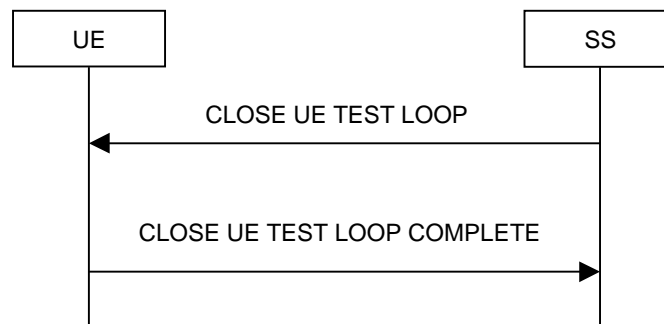 UE
SS
CLOSE UE TEST LOOP
CLOSE UE TEST LOOP COMPLETE